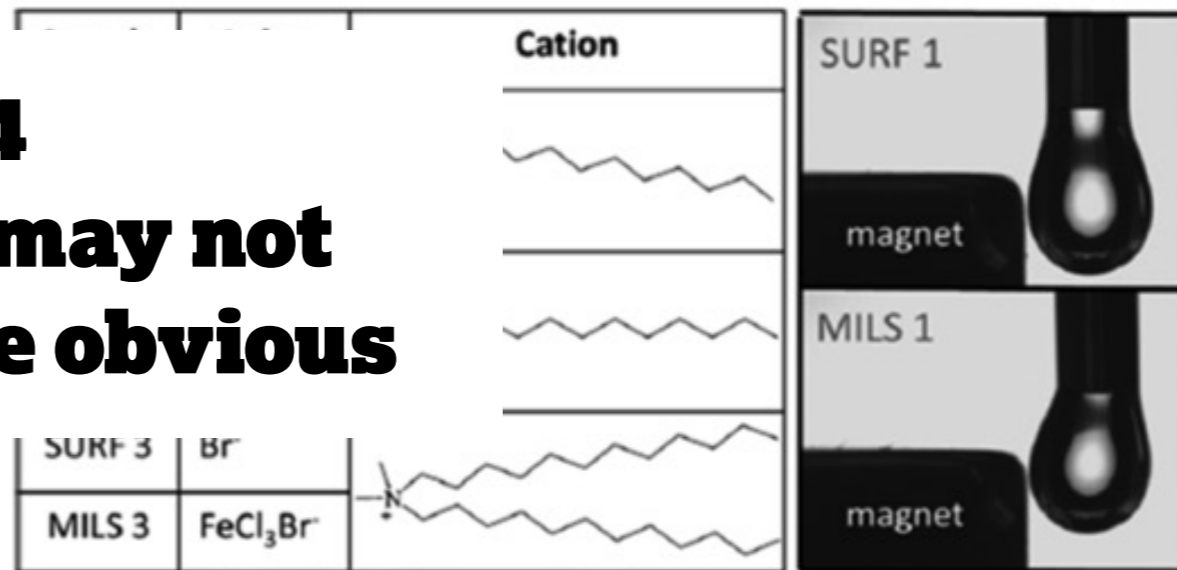 Cation
4
may not
e obvious
SURF 3 Br⁻
MILS 3 FeCl₃Br⁻
N
+
SURF 1
magnet
MILS 1
magnet